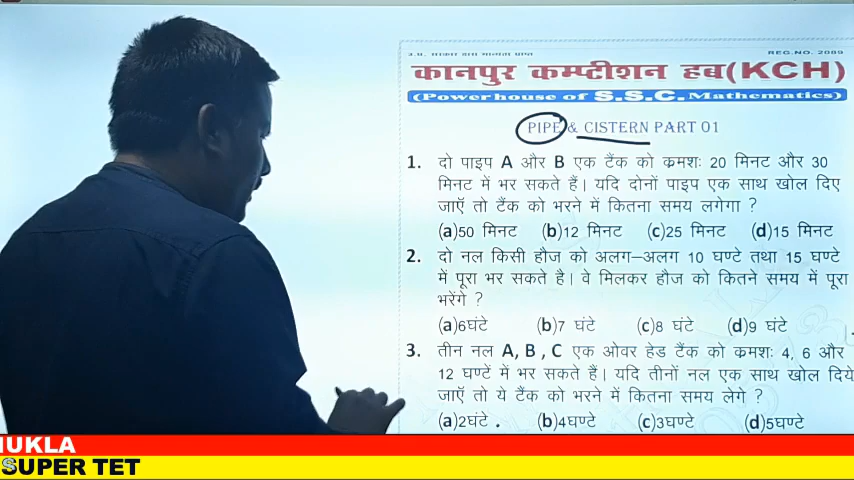 उ.प्र. सरकार द्वारा मान्यता प्राप्त REG.NO. 2089
कानपुर कम्प्टीशन हब(KCH)
(Powerhouse of S.S.C. Mathematics)
PIPE & CISTERN PART 01
1. दो पाइप A और B एक टैंक को क्रमशः 20 मिनट और 30
मिनट में भर सकते हैं। यदि दोनों पाइप एक साथ खोल दिए
जाएँ तो टैंक को भरने में कितना समय लगेगा ?
(a)50 मिनट (b)12 मिनट (c)25 मिनट (d)15 मिनट
2. दो नल किसी हौज को अलग–अलग 10 घण्टे तथा 15 घण्टे
में पूरा भर सकते है। वे मिलकर हौज को कितने समय में पूरा
भरेंगे ?
(a)6घंटे (b)7 घंटे (c)8 घंटे (d)9 घंटे
3. तीन नल A, B , C एक ओवर हेड टैंक को क्रमशः 4, 6 और
12 घण्टें में भर सकते हैं। यदि तीनों नल एक साथ खोल दिये
जाएँ तो ये टैंक को भरने में कितना समय लेगे ?
(a)2घंटे . (b)4घण्टे (c)3घण्टे (d)5घण्टे
HUKLA
SUPER TET